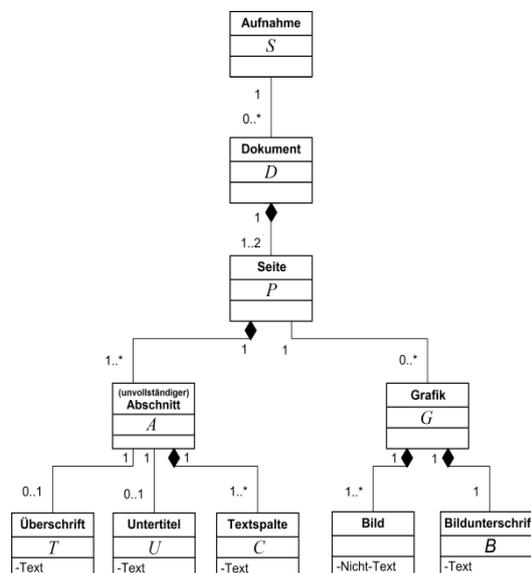 Aufnahme
S
1
0..*
Dokument
D
1
1..2
Seite
P
1
1
1..*
0..*
(unvollständiger)
Abschnitt
A
Grafik
G
1
1
1
1
1
0..1
0..1
1..*
1..*
1
Überschrift
T
-Text
Untertitel
U
-Text
Textspalte
C
-Text
Bild
-Nicht-Text
Bildunterschrif
B
-Text